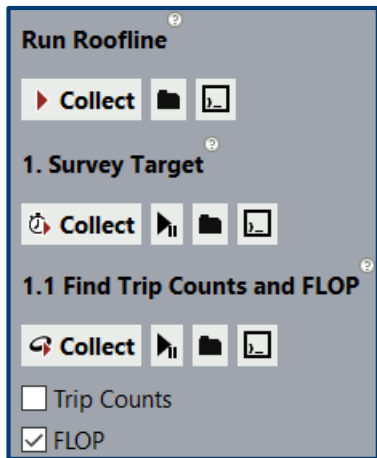 Run Roofline ?
Collect
1. Survey Target ?
Collect
1.1 Find Trip Counts and FLOP ?
Collect
Trip Counts
FLOP